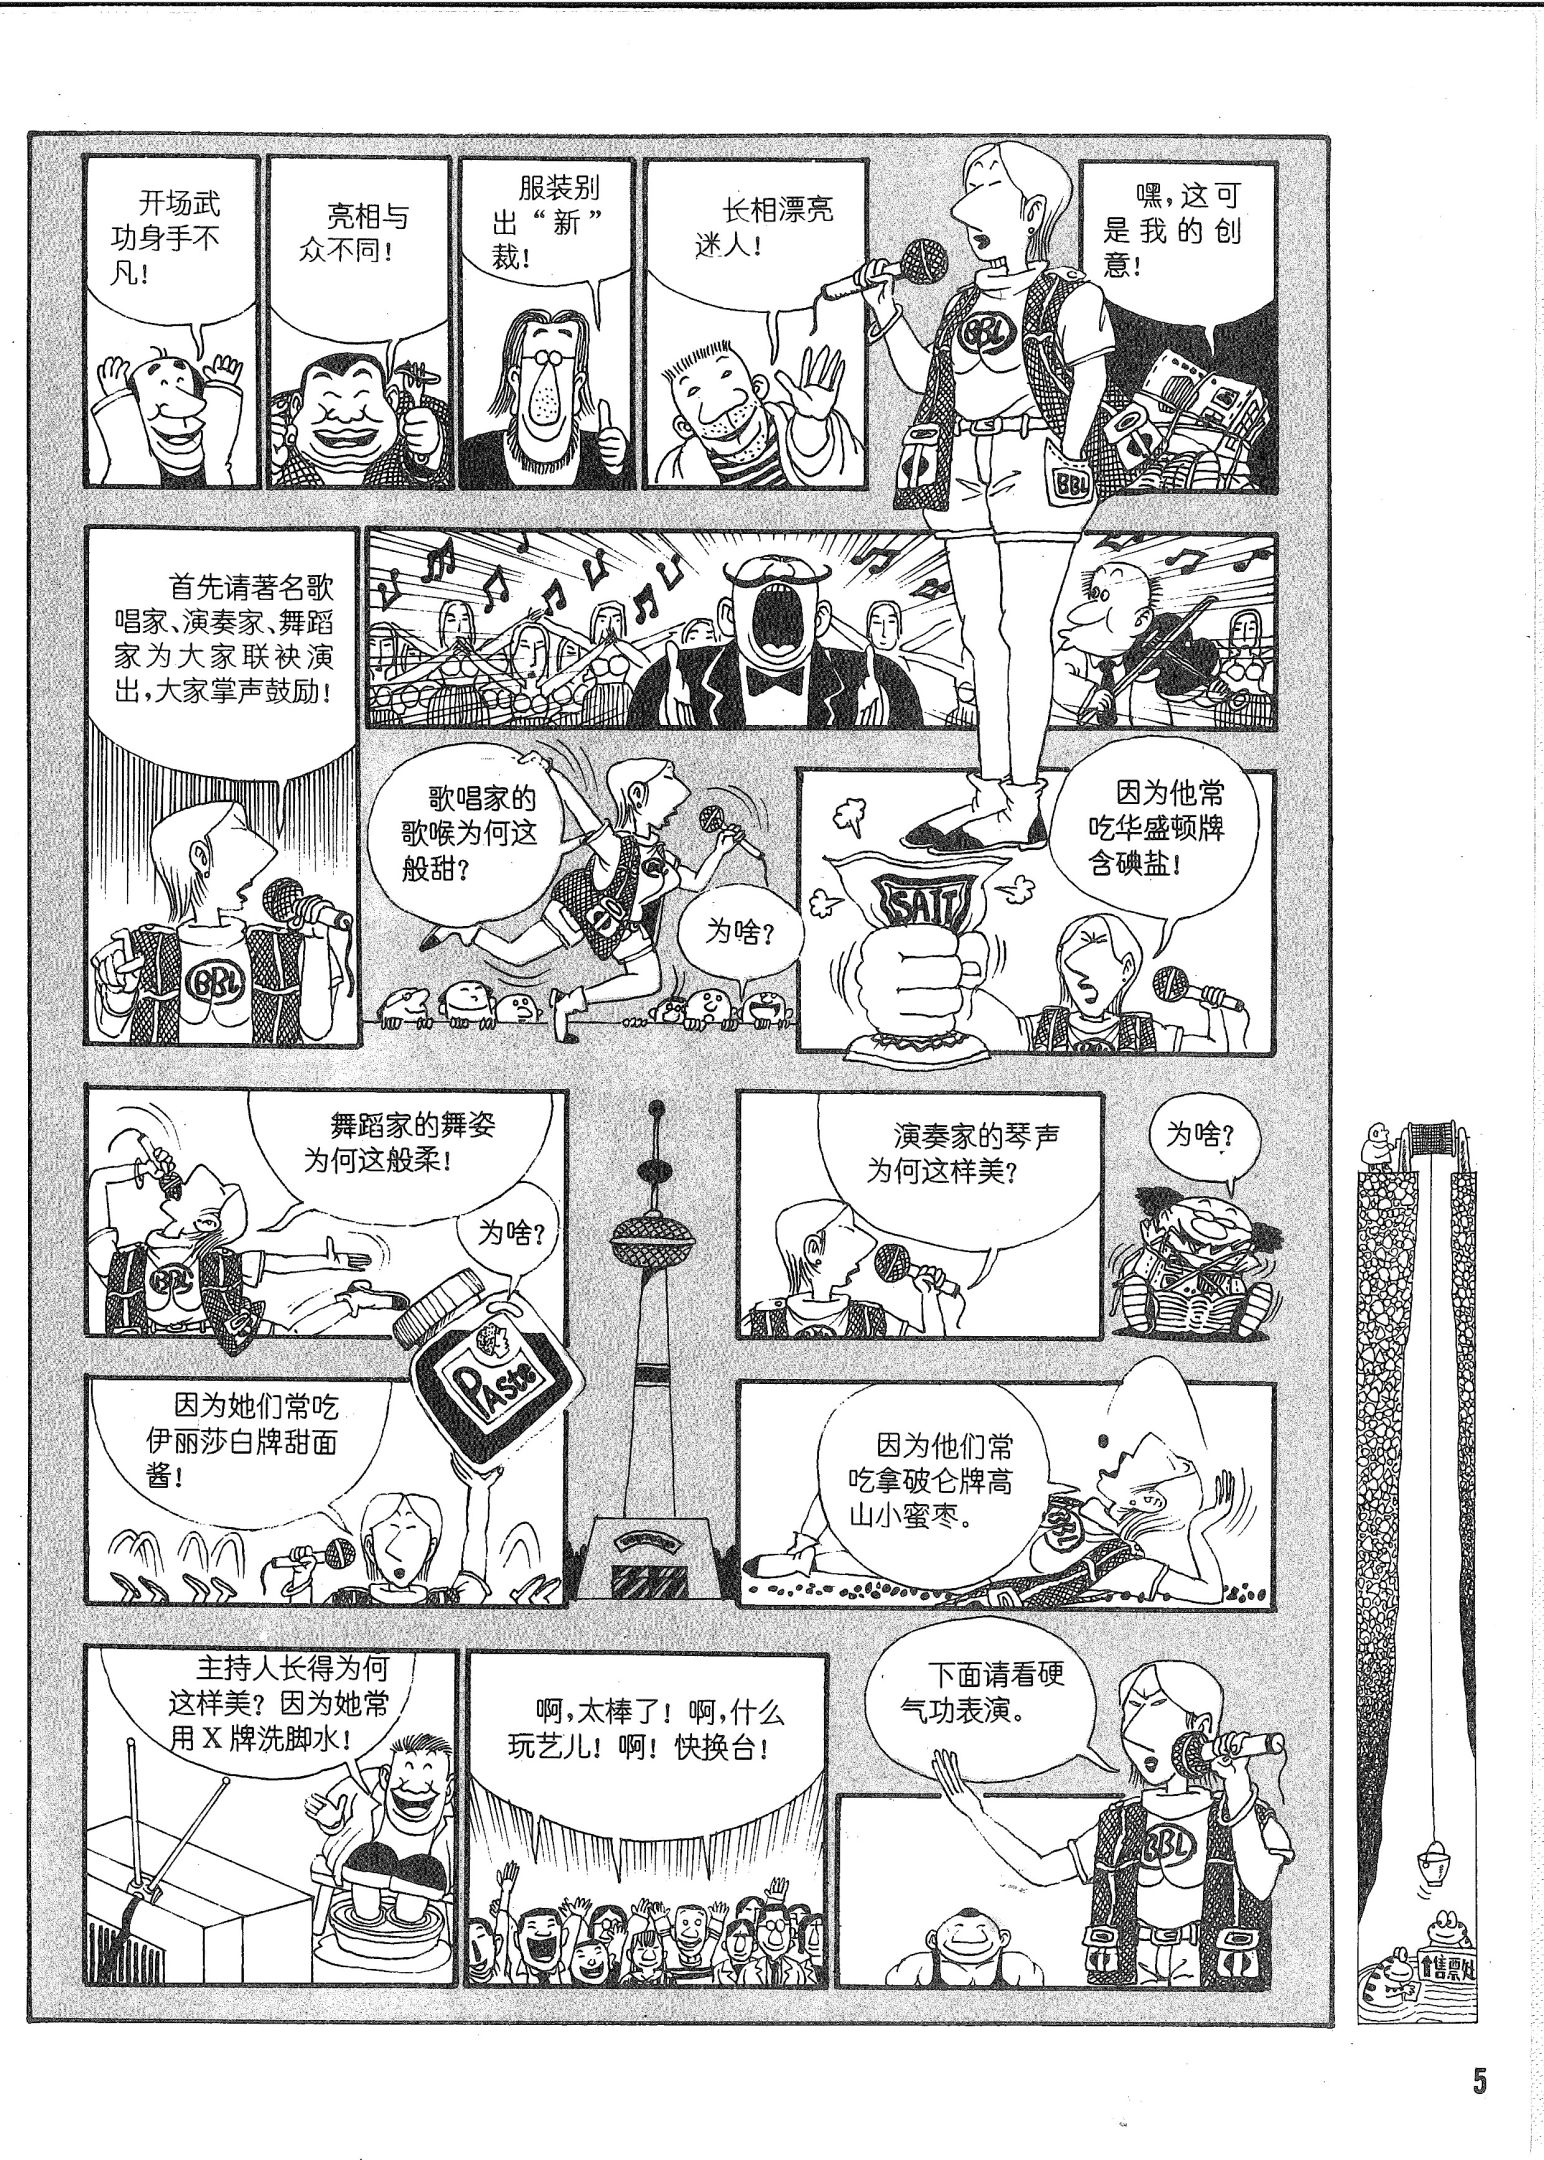 开场武
功身手不
凡!
亮相与
众不同!
服装别
出“新”
裁!
长相漂亮
迷人!
BBL
BBL
嘿,这可
是我的创
意!
首先请著名歌
唱家、演奏家、舞蹈
家为大家联袂演
出,大家掌声鼓励!
BBL
歌唱家的
歌喉为何这
般甜?
为啥?
因为他常
吃华盛顿牌
含碘盐!
SAIT
舞蹈家的舞姿
为何这般柔!
为啥?
BBL
PAste
演奏家的琴声
为何这样美?
为啥?
因为她们常吃
伊丽莎白牌甜面
酱!
因为他们常
吃拿破仑牌高
山小蜜枣。
BBL
主持人长得为何
这样美?因为她常
用X牌洗脚水!
啊,太棒了!啊,什么
玩艺儿!啊!快换台!
下面请看硬
气功表演。
BBL
售票处
5